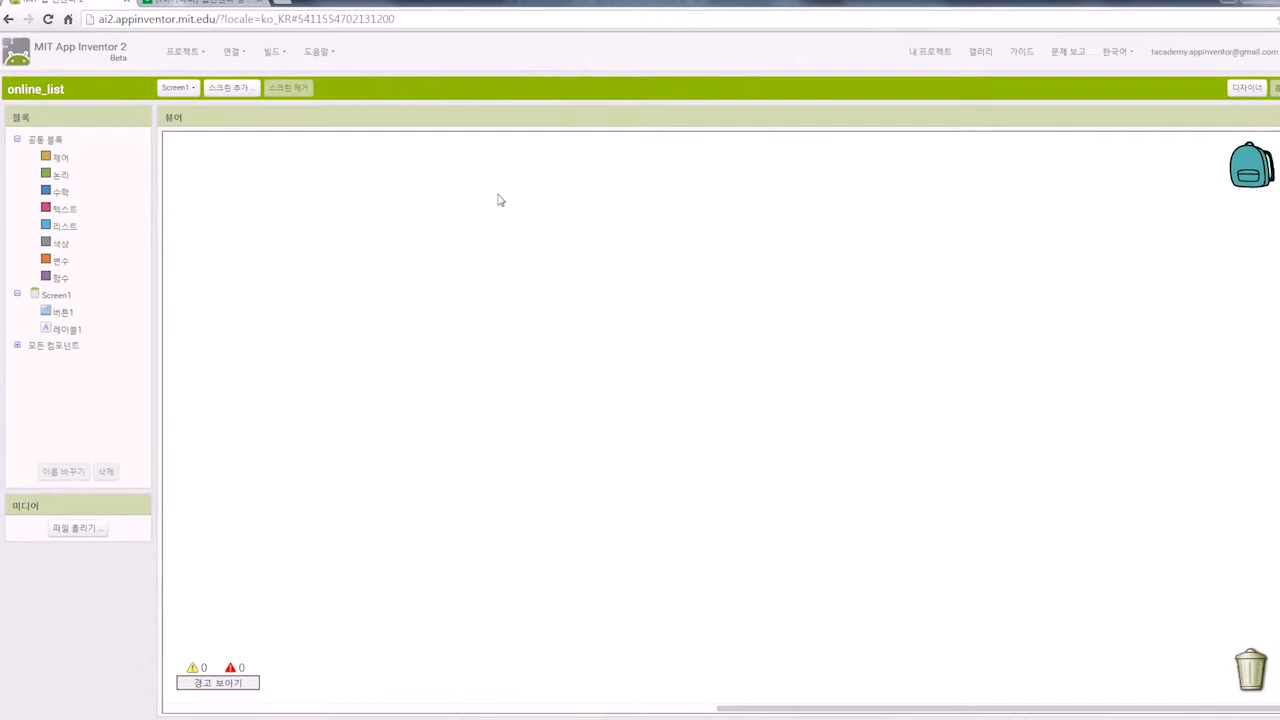 ai2.appinventor.mit.edu/?locale=ko_KR#5411554702131200
MIT App Inventor 2
Beta
프로젝트 연결 빌드 도움말
내 프로젝트 갤러리 가이드 문제 보고 한국어 tacademy.appinventor@gmail.com
online_list
Screen1 스크린 추가 ... 스크린 제거
디자이너
블록
뷰어
공통 블록
제어
논리
수학
텍스트
리스트
색상
변수
함수
Screen1
버튼1
A 레이블1
모든 컴포넌트
이름 바꾸기 삭제
미디어
파일 올리기 ...
0 0
경고 보이기